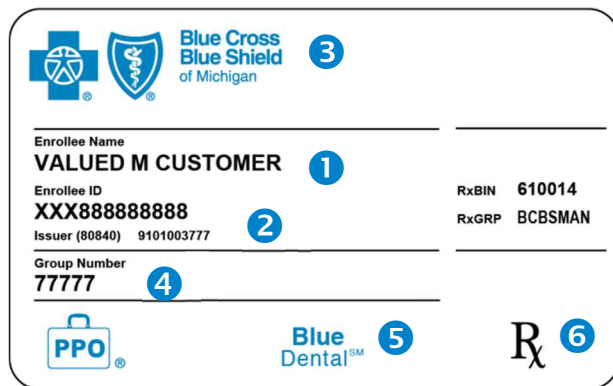 Blue Cross
Blue Shield
of Michigan
®
®
3
Enrollee Name
VALUED M CUSTOMER
1
Enrollee ID
XXX888888888
Issuer (80840) 9101003777
2
RxBIN 610014
RxGRP BCBSMAN
Group Number
77777
4
PPO®
Blue
Dental℠
5
Rx
6